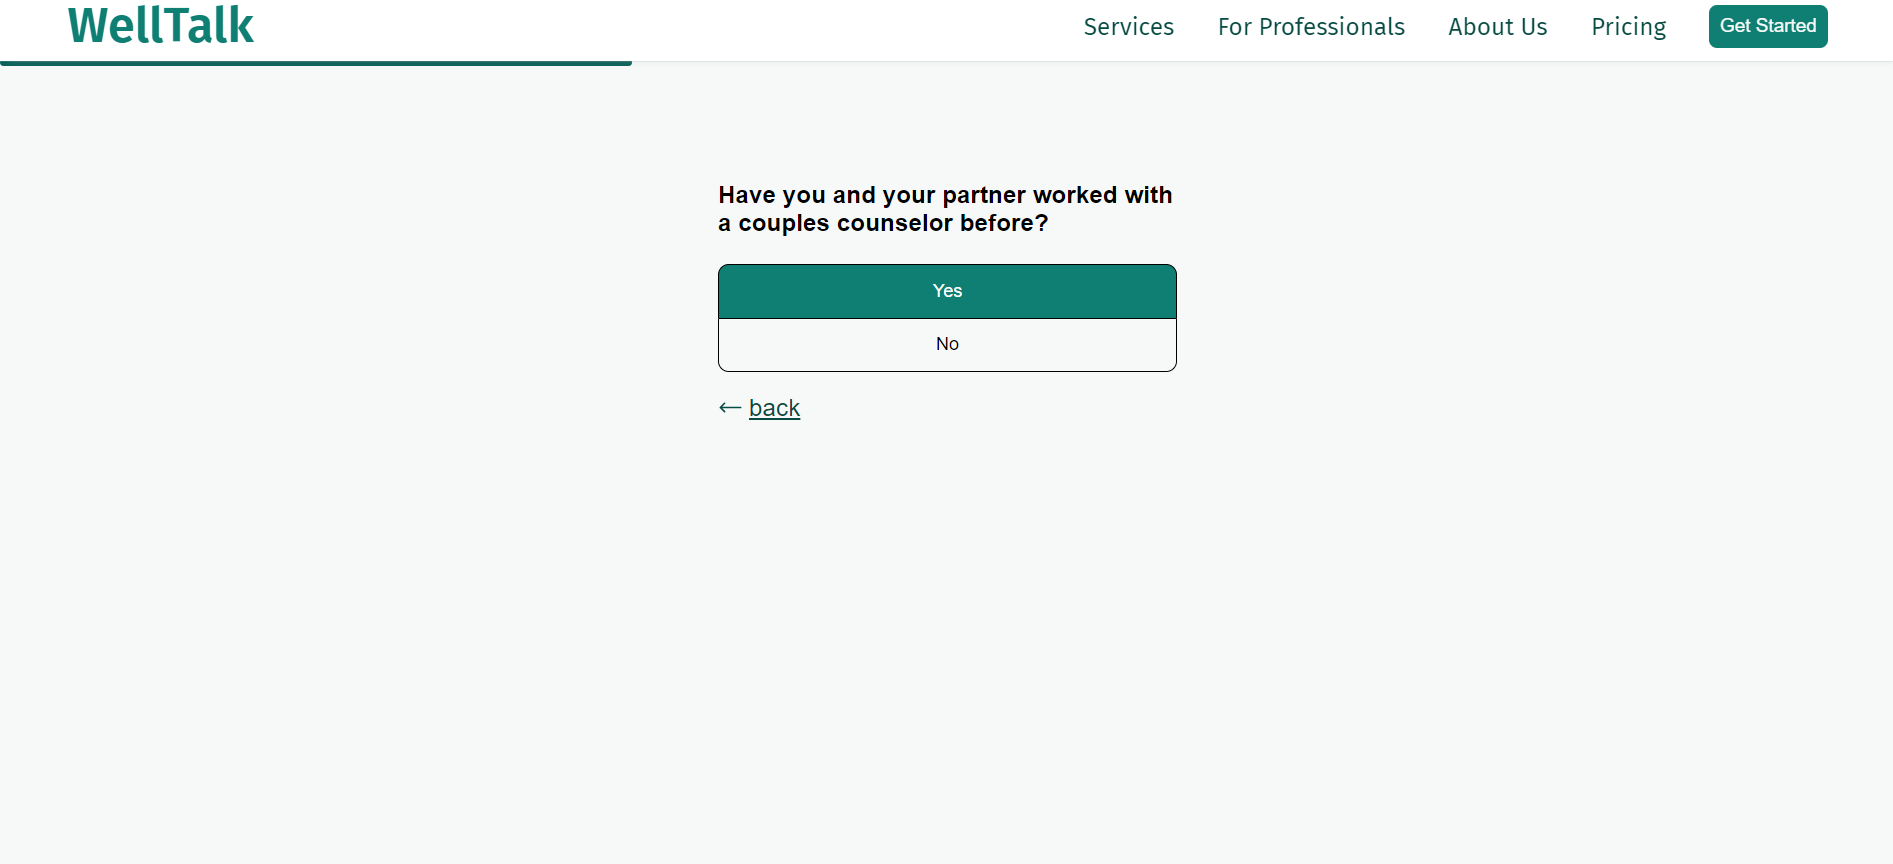 WellTalk
Services
For Professionals
About Us
Pricing
Get Started
Have you and your partner worked with
a couples counselor before?
Yes
No
← back